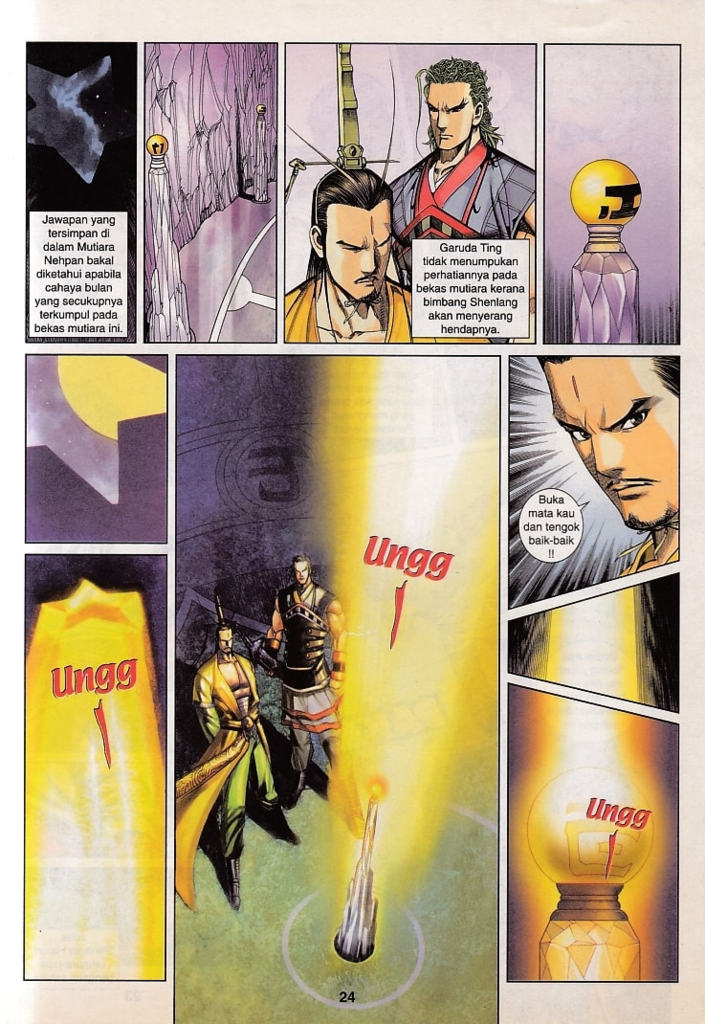 Jawapan yang
tersimpan di
dalam Mutiara
Nehpan bakal
diketahui apabila
cahaya bulan
yang secukupnya
terkumpul pada
bekas mutiara ini.
Garuda Ting
tidak menumpukan
perhatiannya pada
bekas mutiara kerana
bimbang Shenlang
akan menyerang
hendapnya.
Ungg
!
Ungg
!
Buka
mata kau
dan tengok
baik-baik
!!
Ungg
!
24